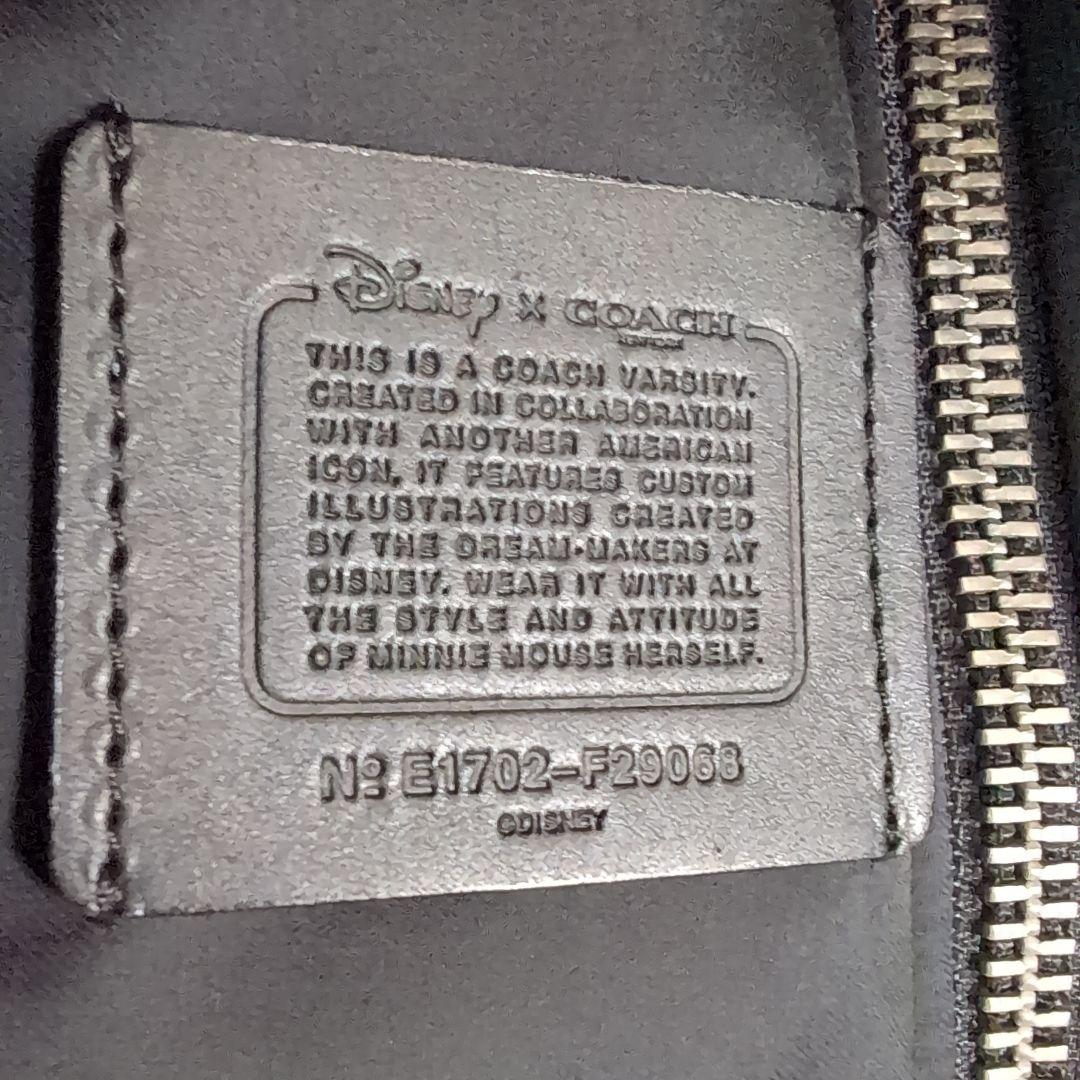 Disney X COACH
THIS IS A COACH VARSITY.
CREATED IN COLLABORATION
WITH ANOTHER AMERICAN
ICON, IT FEATURES CUSTOM
ILLUSTRATIONS CREATED
BY THE DREAM-MAKERS AT
DISNEY. WEAR IT WITH ALL
THE STYLE AND ATTITUDE
OF MINNIE MOUSE HERSELF.
Nº E1702-F29068
©DISNEY